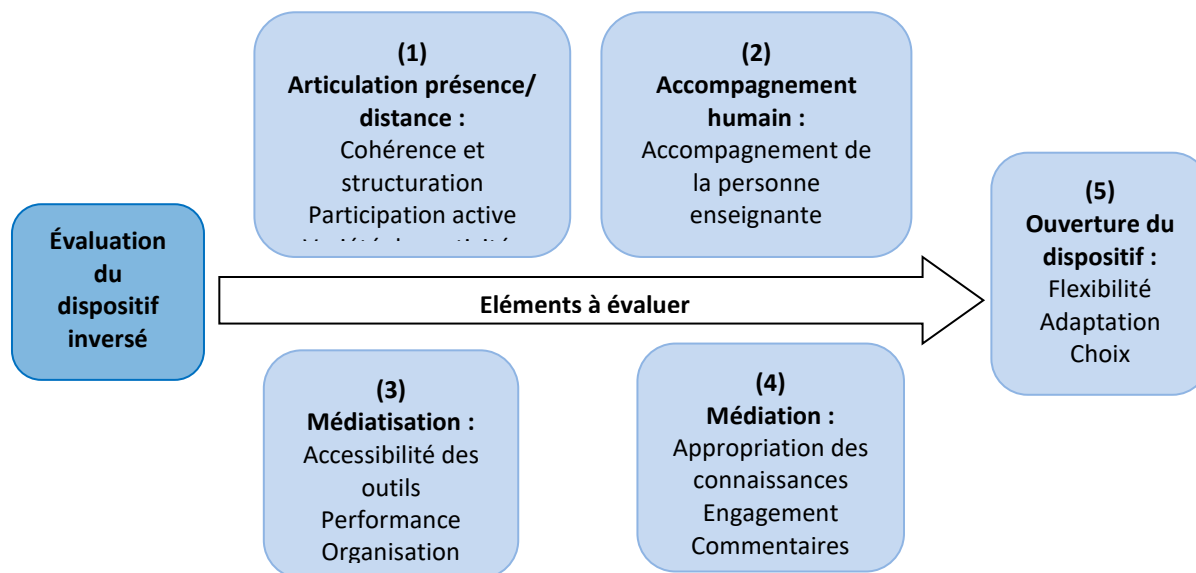 (1)
Articulation présence/
distance :
Cohérence et
structuration
Participation active
(2)
Accompagnement
humain :
Accompagnement de
la personne
enseignante
Évaluation
du
dispositif
inversé
Eléments à évaluer
(3)
Médiatisation :
Accessibilité des
outils
Performance
Organisation
(4)
Médiation :
Appropriation des
connaissances
Engagement
Commentaires
(5)
Ouverture du
dispositif :
Flexibilité
Adaptation
Choix